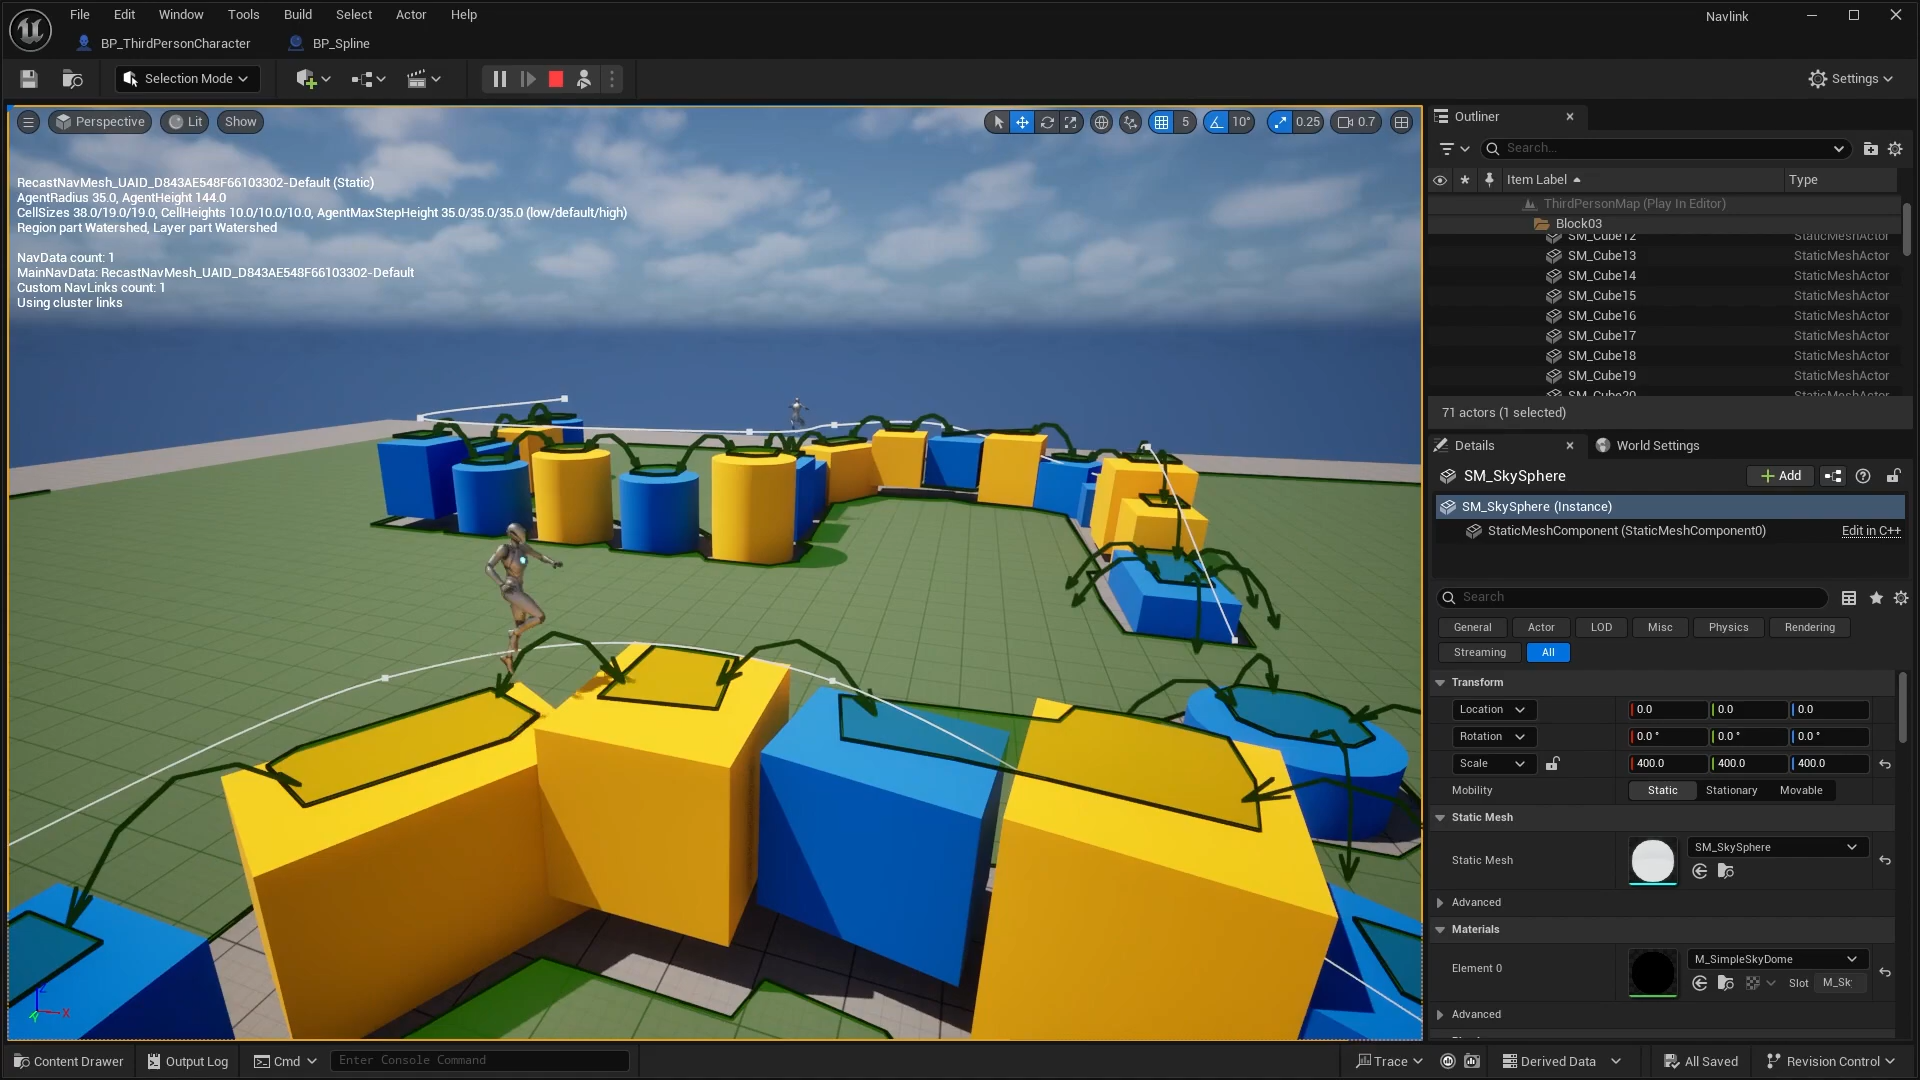 File Edit Window Tools Build Select Actor Help
Navlink
BP_ThirdPersonCharacter BP_Spline
Selection Mode
Settings
Perspective Lit Show
5 10° 0.25 0.7
RecastNavMesh_UAID_D843AE548F66103302-Default (Static)
AgentRadius 35.0, AgentHeight 144.0
CellSizes 38.0/19.0/19.0, CellHeights 10.0/10.0/10.0, AgentMaxStepHeight 35.0/35.0/35.0 (low/default/high)
Region part Watershed, Layer part Watershed
NavData count: 1
MainNavData: RecastNavMesh_UAID_D843AE548F66103302-Default
Custom NavLinks count: 1
Using cluster links
Z
X
Y
Outliner
Search...
Item Label Type
ThirdPersonMap (Play In Editor)
Block03
SM_Cube12 StaticMeshActor
SM_Cube13 StaticMeshActor
SM_Cube14 StaticMeshActor
SM_Cube15 StaticMeshActor
SM_Cube16 StaticMeshActor
SM_Cube17 StaticMeshActor
SM_Cube18 StaticMeshActor
SM_Cube19 StaticMeshActor
SM_Cube20 StaticMeshActor
71 actors (1 selected)
Details World Settings
SM_SkySphere
Add
SM_SkySphere (Instance)
StaticMeshComponent (StaticMeshComponent0) Edit in C++
Search
General Actor LOD Misc Physics Rendering
Streaming All
Transform
Location 0.0 0.0 0.0
Rotation 0.0 ° 0.0 ° 0.0 °
Scale 400.0 400.0 400.0
Mobility Static Stationary Movable
Static Mesh
Static Mesh SM_SkySphere
Advanced
Materials
Element 0 M_SimpleSkyDome
Slot M_Sk
Advanced
Content Drawer Output Log Cmd Enter Console Command
Trace Derived Data All Saved Revision Control